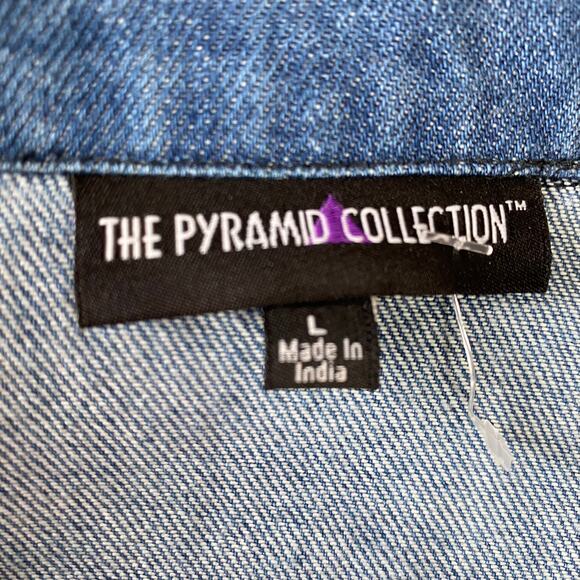 THE PYRAMID COLLECTION™
L
Made In
India